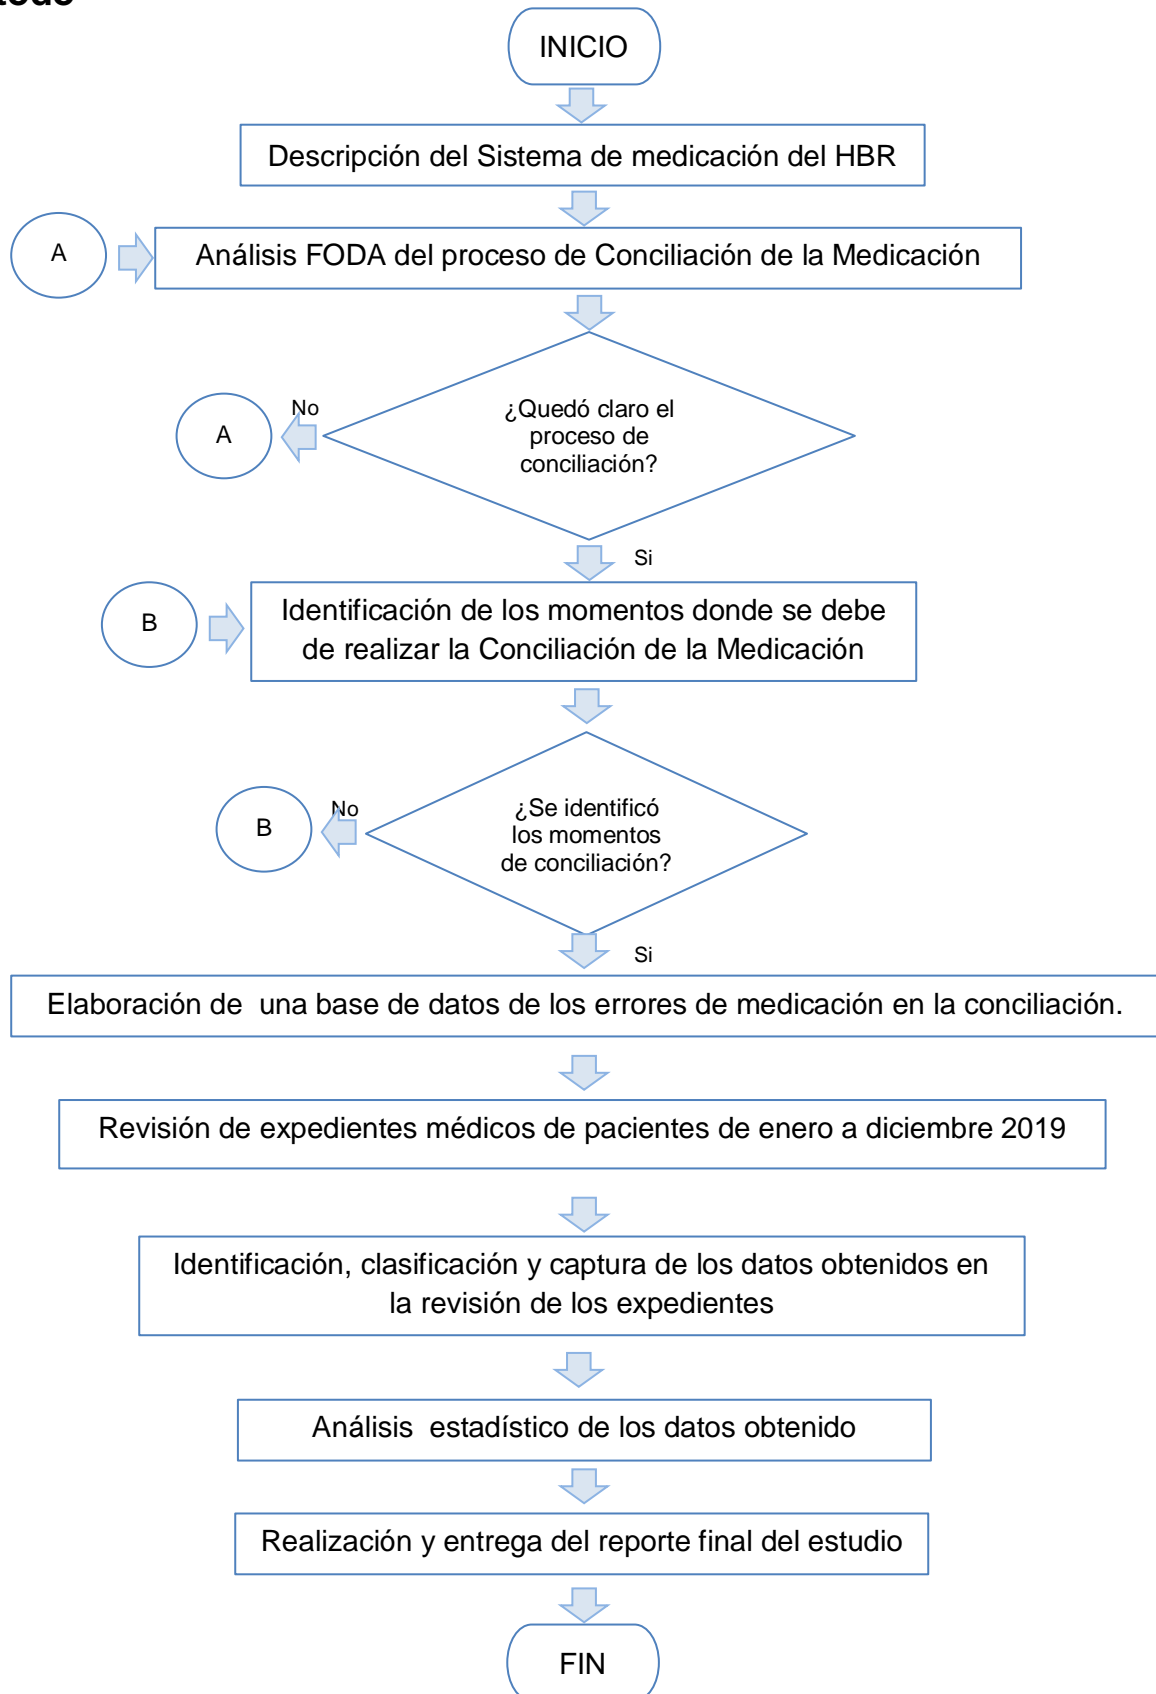 INICIO
Descripción del Sistema de medicación del HBR
A
Análisis FODA del proceso de Conciliación de la Medicación
¿Quedó claro el
proceso de
conciliación?
No
A
Si
B
Identificación de los momentos donde se debe
de realizar la Conciliación de la Medicación
¿Se identificó
los momentos
de conciliación?
No
B
Si
Elaboración de una base de datos de los errores de medicación en la conciliación.
Revisión de expedientes médicos de pacientes de enero a diciembre 2019
Identificación, clasificación y captura de los datos obtenidos en
la revisión de los expedientes
Análisis estadístico de los datos obtenido
Realización y entrega del reporte final del estudio
FIN